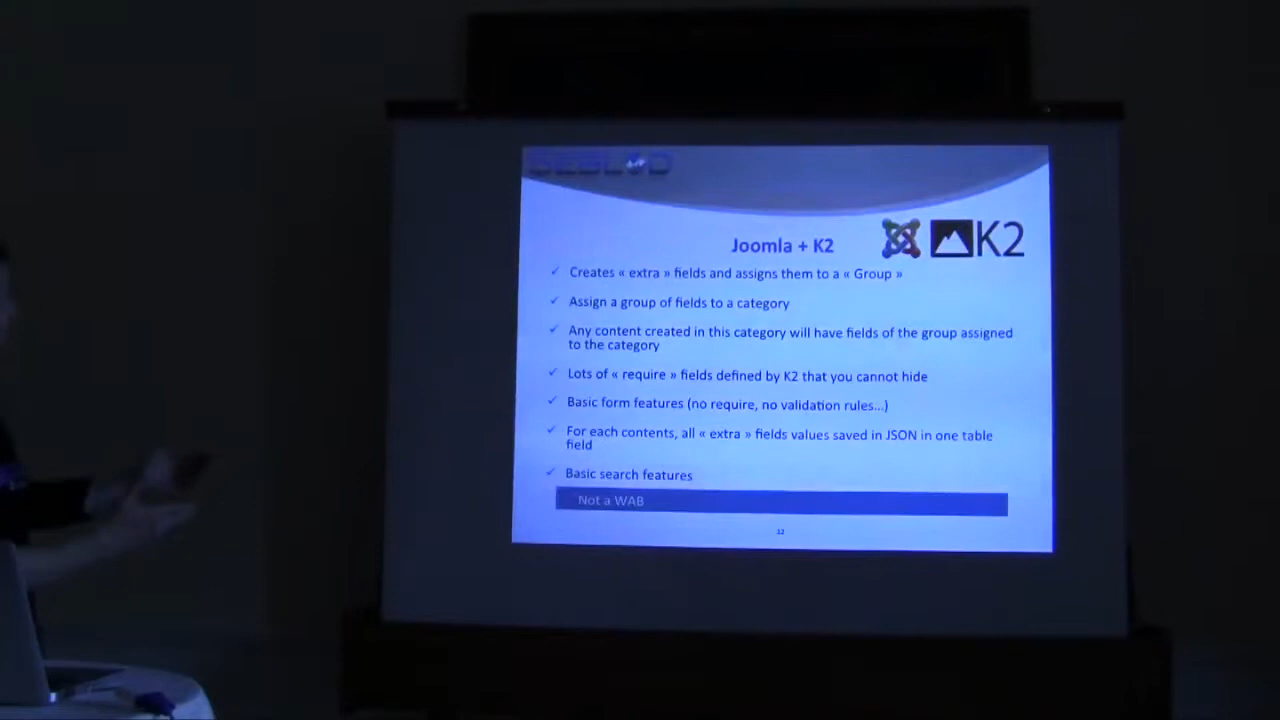 Joomla + K2
K2
Creates « extra » fields and assigns them to a « Group »
Assign a group of fields to a category
Any content created in this category will have fields of the group assigned
to the category
Lots of « require » fields defined by K2 that you cannot hide
Basic form features (no require, no validation rules...)
For each contents, all « extra » fields values saved in JSON in one table
field
Basic search features
Not a WAB